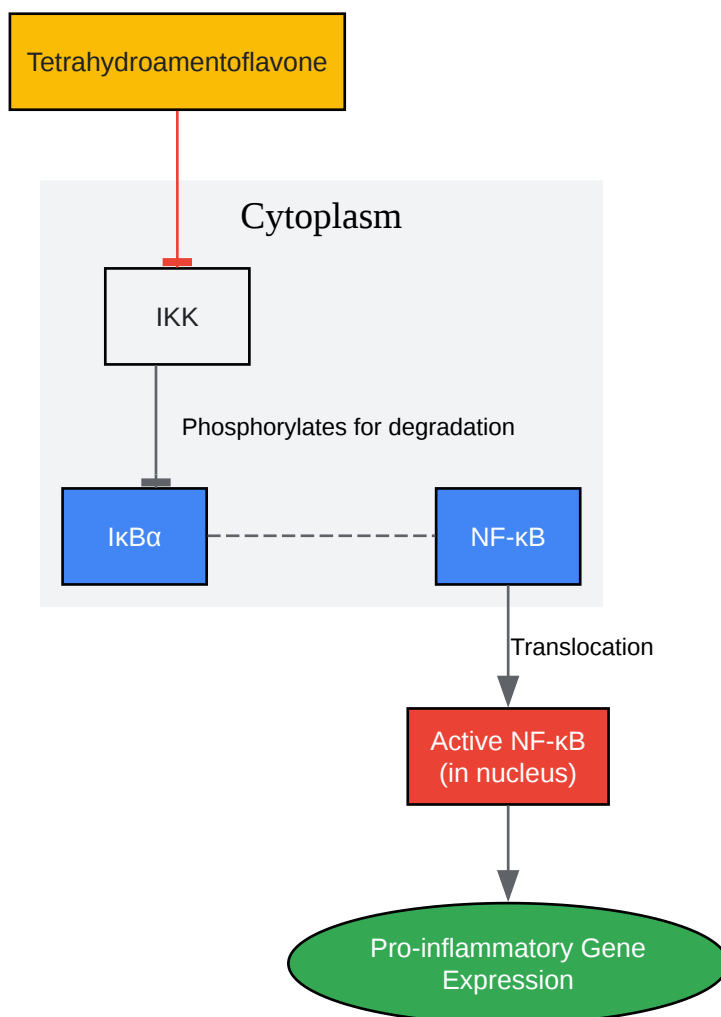 Tetrahydroamentoflavone
Cytoplasm
IKK
Phosphorylates for degradation
IκBα
NF-κB
Translocation
Active NF-κB
(in nucleus)
Pro-inflammatory Gene
Expression